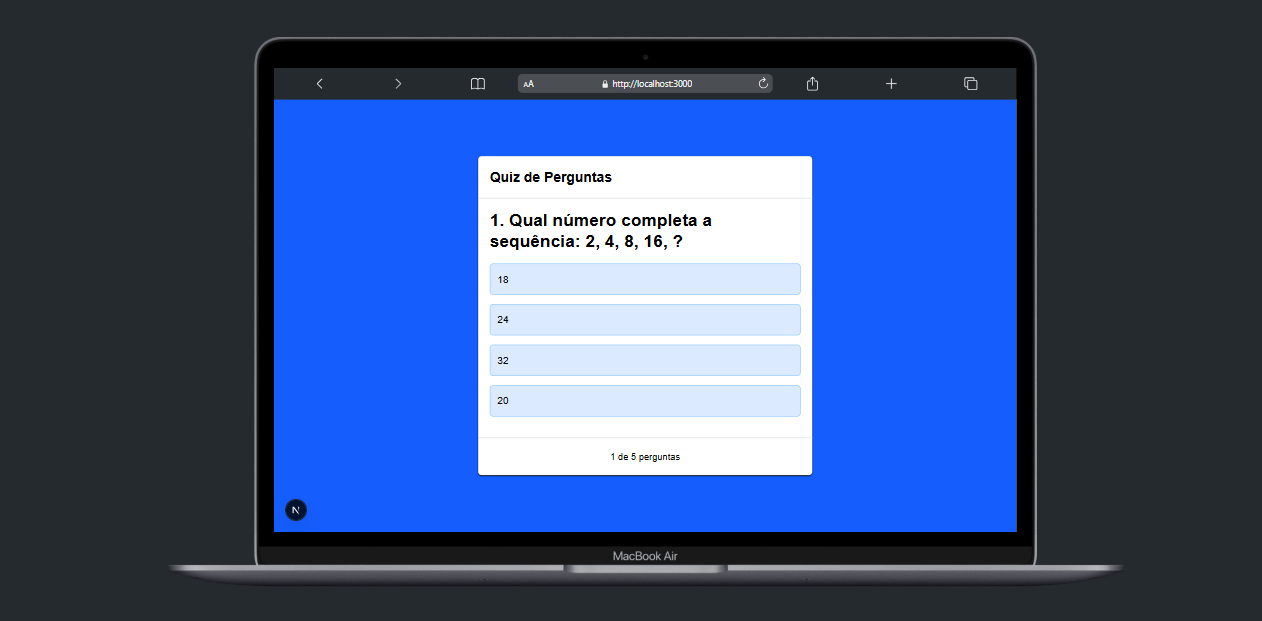 AA http://localhost:3000
Quiz de Perguntas
1. Qual número completa a
sequência: 2, 4, 8, 16, ?
18
24
32
20
1 de 5 perguntas
N
MacBook Air